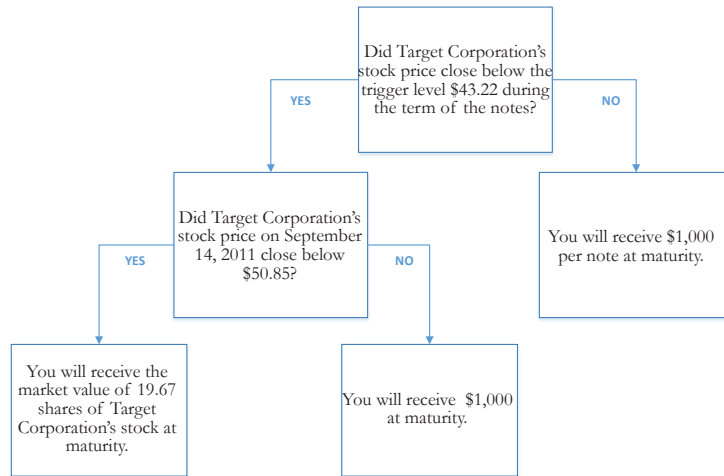 Did Target Corporation's
stock price close below the
trigger level $43.22 during
the term of the notes?
YES
NO
Did Target Corporation's
stock price on September
14, 2011 close below
$50.85?
You will receive $1,000
per note at maturity.
YES
NO
You will receive the
market value of 19.67
shares of Target
Corporation's stock at
maturity.
You will receive $1,000
at maturity.